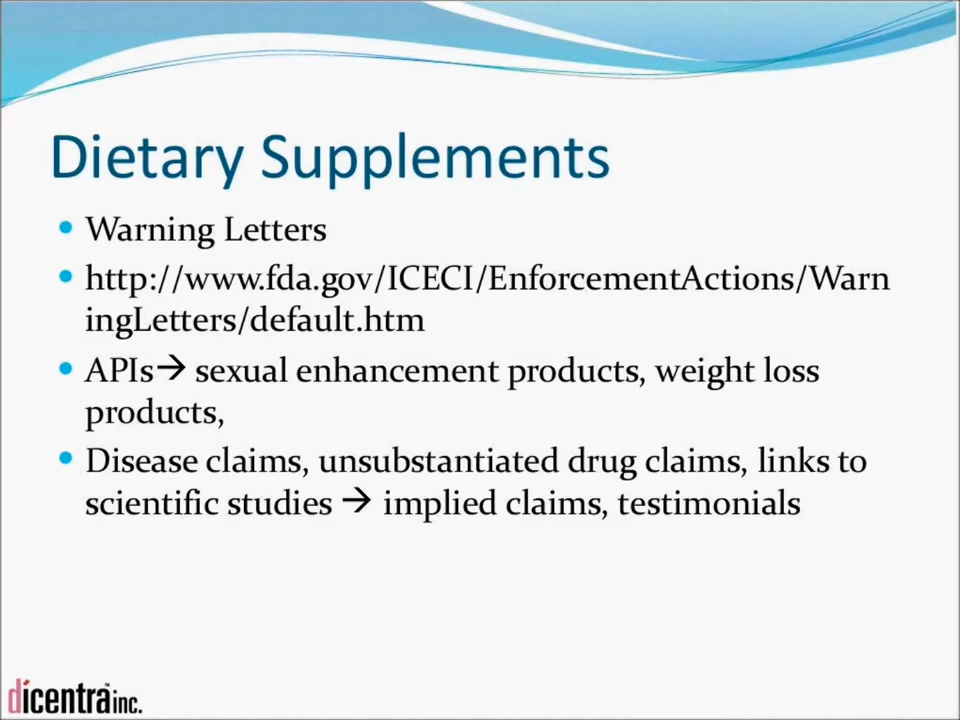 Dietary Supplements
• Warning Letters
• http://www.fda.gov/ICECI/EnforcementActions/Warn
ingLetters/default.htm
• APIs→ sexual enhancement products, weight loss
products,
• Disease claims, unsubstantiated drug claims, links to
scientific studies → implied claims, testimonials
dicentra™ inc.